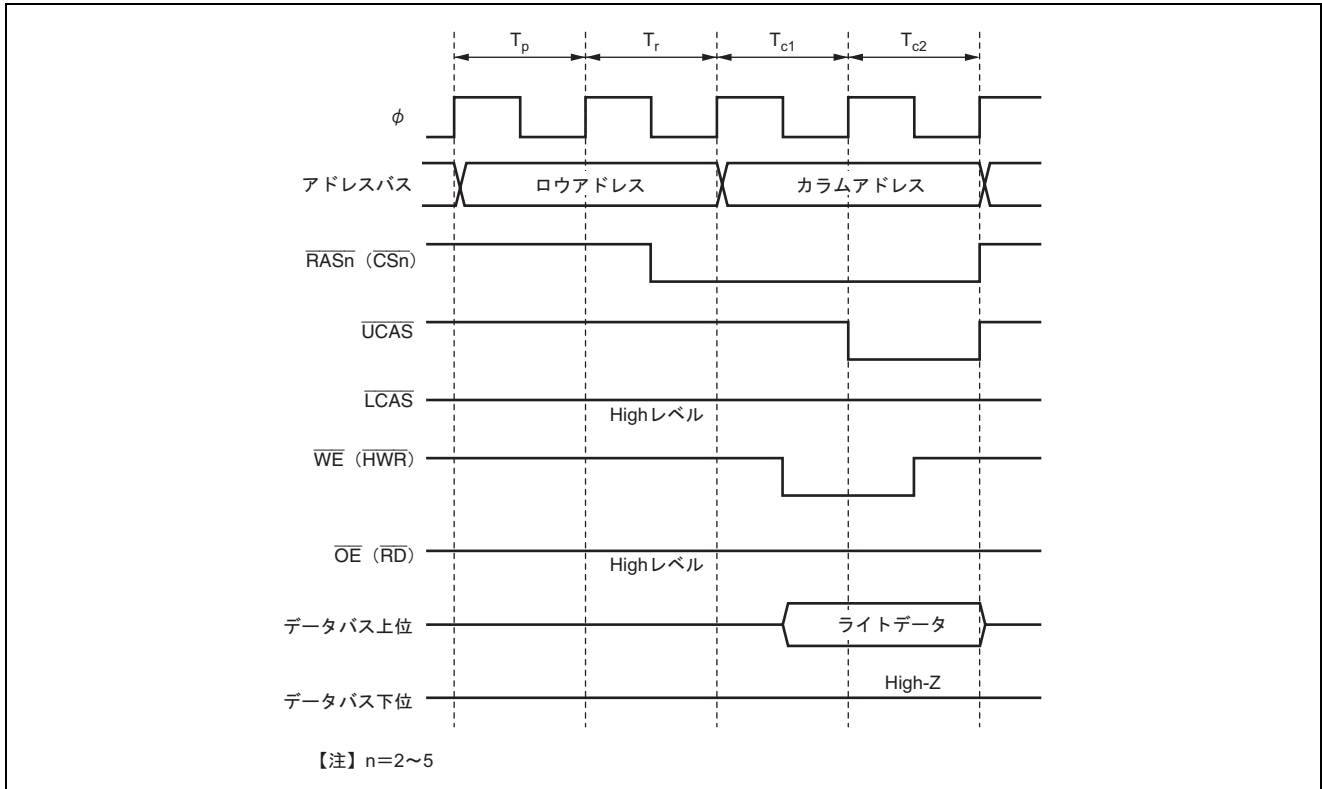 Tp Tr Tc1 Tc2
φ
アドレスバス ロウアドレス カラムアドレス
RASn（CSn）
UCAS
LCAS
Highレベル
WE（HWR）
OE（RD）
Highレベル
データバス上位 ライトデータ
High-Z
データバス下位
【注】n＝2～5